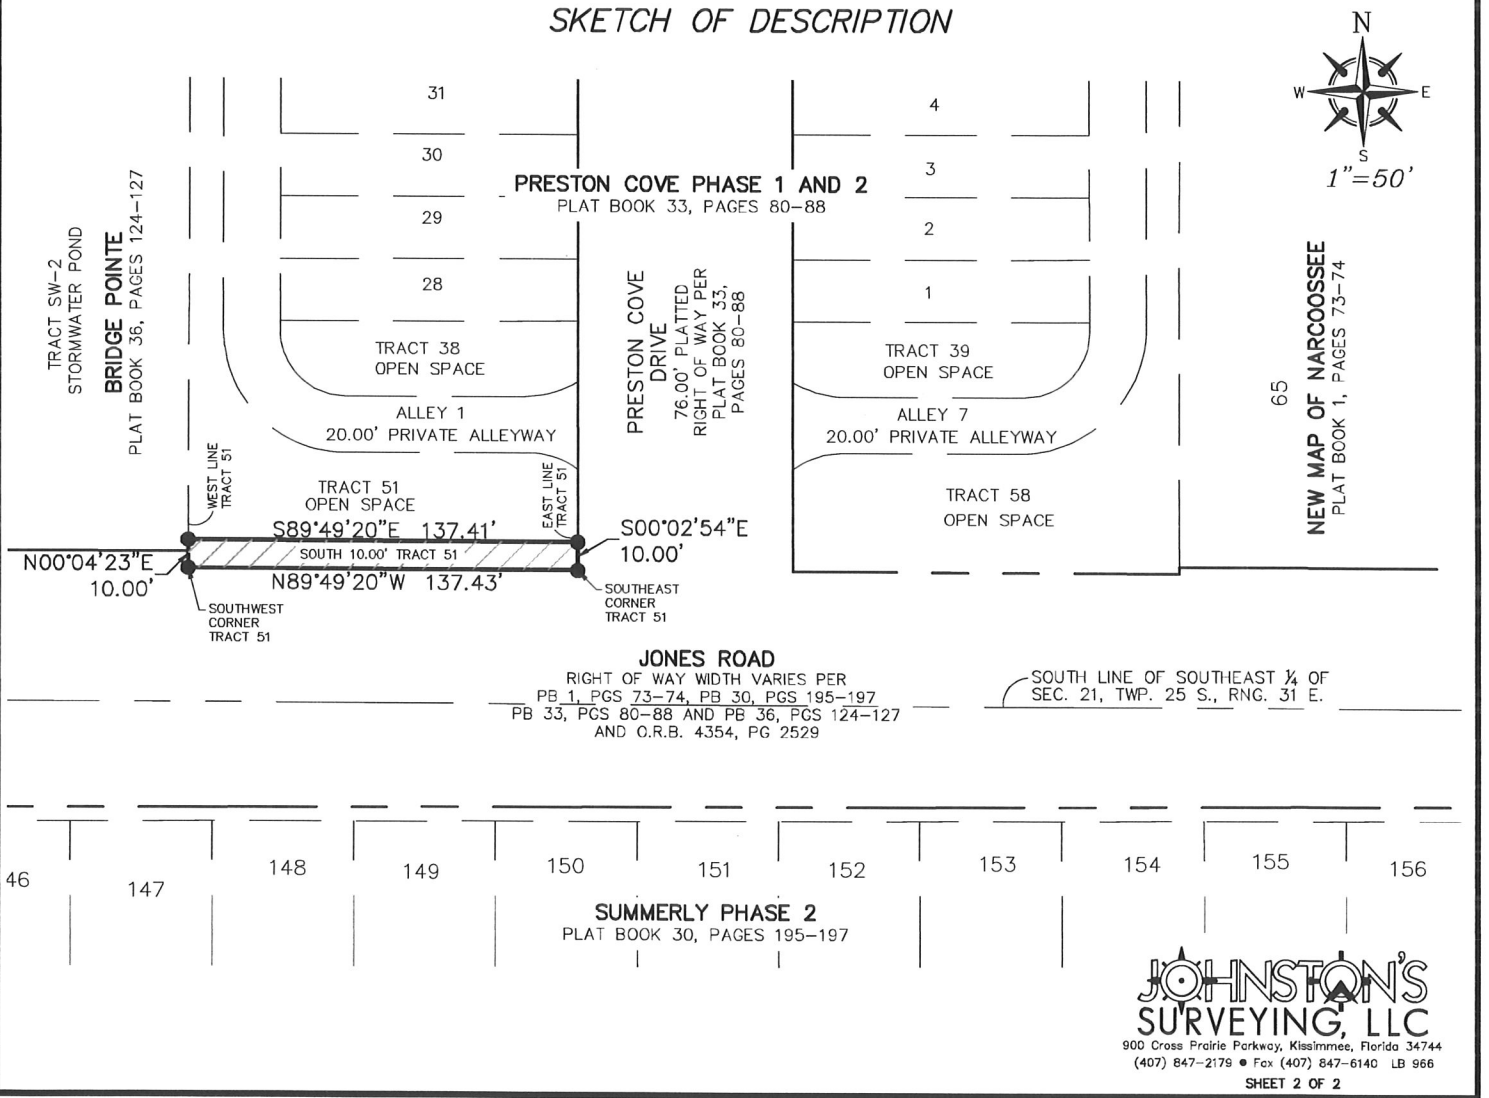 SKETCH OF DESCRIPTION
N
W
E
S
1"=50'
31
30
29
28
4
3
2
1
PRESTON COVE PHASE 1 AND 2
PLAT BOOK 33, PAGES 80-88
TRACT SW-2
STORMWATER POND
BRIDGE POINTE
PLAT BOOK 36, PAGES 124-127
PRESTON COVE
DRIVE
76.00' PLATTED
RIGHT OF WAY PER
PLAT BOOK 33,
PAGES 80-88
65
NEW MAP OF NARCOOSSEE
PLAT BOOK 1, PAGES 73-74
TRACT 38
OPEN SPACE
ALLEY 1
20.00' PRIVATE ALLEYWAY
TRACT 39
OPEN SPACE
ALLEY 7
20.00' PRIVATE ALLEYWAY
WEST LINE
TRACT 51
TRACT 51
OPEN SPACE
EAST LINE
TRACT 51
TRACT 58
OPEN SPACE
S89°49'20"E 137.41'
SOUTH 10.00' TRACT 51
N89°49'20"W 137.43'
S00°02'54"E
10.00'
N00°04'23"E
10.00'
SOUTHWEST
CORNER
TRACT 51
SOUTHEAST
CORNER
TRACT 51
JONES ROAD
RIGHT OF WAY WIDTH VARIES PER
PB 1, PGS 73-74, PB 30, PGS 195-197
PB 33, PGS 80-88 AND PB 36, PGS 124-127
AND O.R.B. 4354, PG 2529
SOUTH LINE OF SOUTHEAST ¼ OF
SEC. 21, TWP. 25 S., RNG. 31 E.
46
147
148
149
150
151
152
153
154
155
156
SUMMERLY PHASE 2
PLAT BOOK 30, PAGES 195-197
JOHNSTON'S
SURVEYING, LLC
900 Cross Prairie Parkway, Kissimmee, Florida 34744
(407) 847-2179 ● Fax (407) 847-6140 LB 966
SHEET 2 OF 2